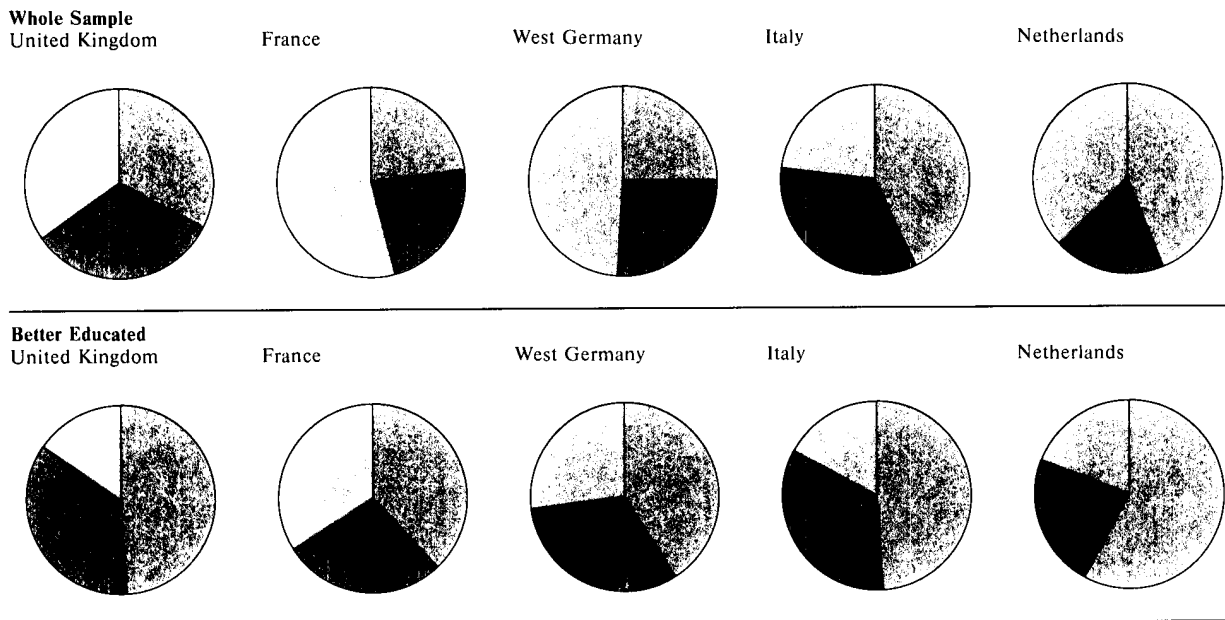 Whole Sample
United Kingdom
France
West Germany
Italy
Netherlands
Better Educated
United Kingdom
France
West Germany
Italy
Netherlands